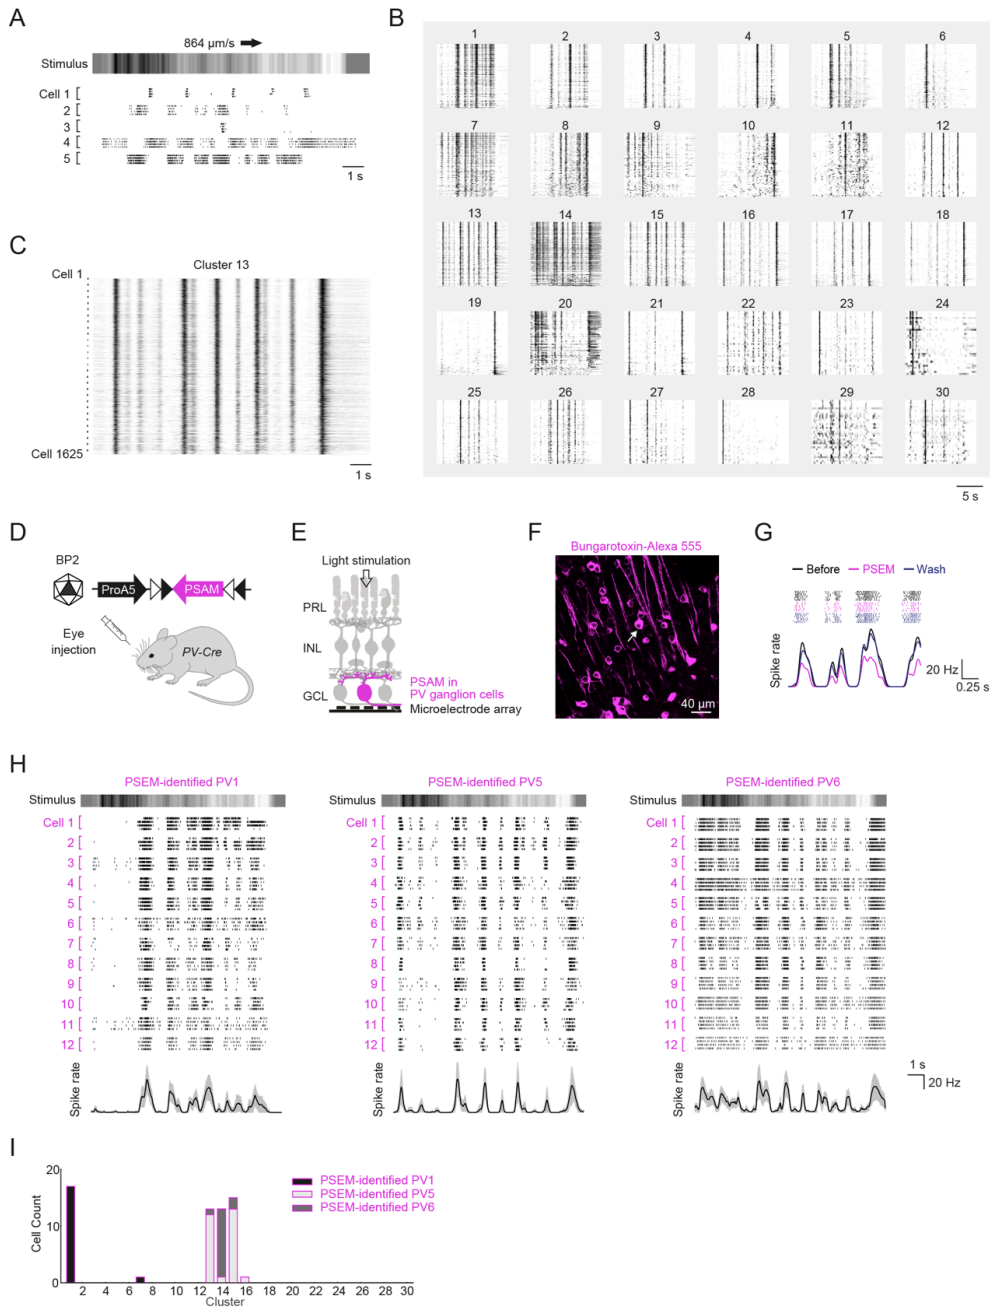 A
864 µm/s
Stimulus
Cell 1
2
3
4
5
1 s
B
1 2 3 4 5 6
7 8 9 10 11 12
13 14 15 16 17 18
19 20 21 22 23 24
25 26 27 28 29 30
5 s
C
Cluster 13
Cell 1
Cell 1625
1 s
D
BP2
ProA5
PSAM
Eye
injection
PV-Cre
E
Light stimulation
PRL
INL
GCL
PSAM in
PV ganglion cells
Microelectrode array
F
Bungarotoxin-Alexa 555
40 µm
G
Before PSEM Wash
Spike rate
20 Hz
0.25 s
H
PSEM-identified PV1
Stimulus
Cell 1
2
3
4
5
6
7
8
9
10
11
12
Spike rate
PSEM-identified PV5
Stimulus
Cell 1
2
3
4
5
6
7
8
9
10
11
12
Spike rate
PSEM-identified PV6
Stimulus
Cell 1
2
3
4
5
6
7
8
9
10
11
12
Spike rate
1 s
20 Hz
I
20
10
0
Cell Count
PSEM-identified PV1
PSEM-identified PV5
PSEM-identified PV6
2 4 6 8 10 12 14 16 18 20 22 24 26 28 30
Cluster